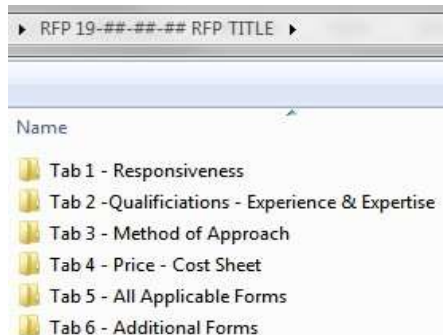 RFP 19-##-##-## RFP TITLE
Name
Tab 1 - Responsiveness
Tab 2 -Qualificiations - Experience & Expertise
Tab 3 - Method of Approach
Tab 4 - Price - Cost Sheet
Tab 5 - All Applicable Forms
Tab 6 - Additional Forms